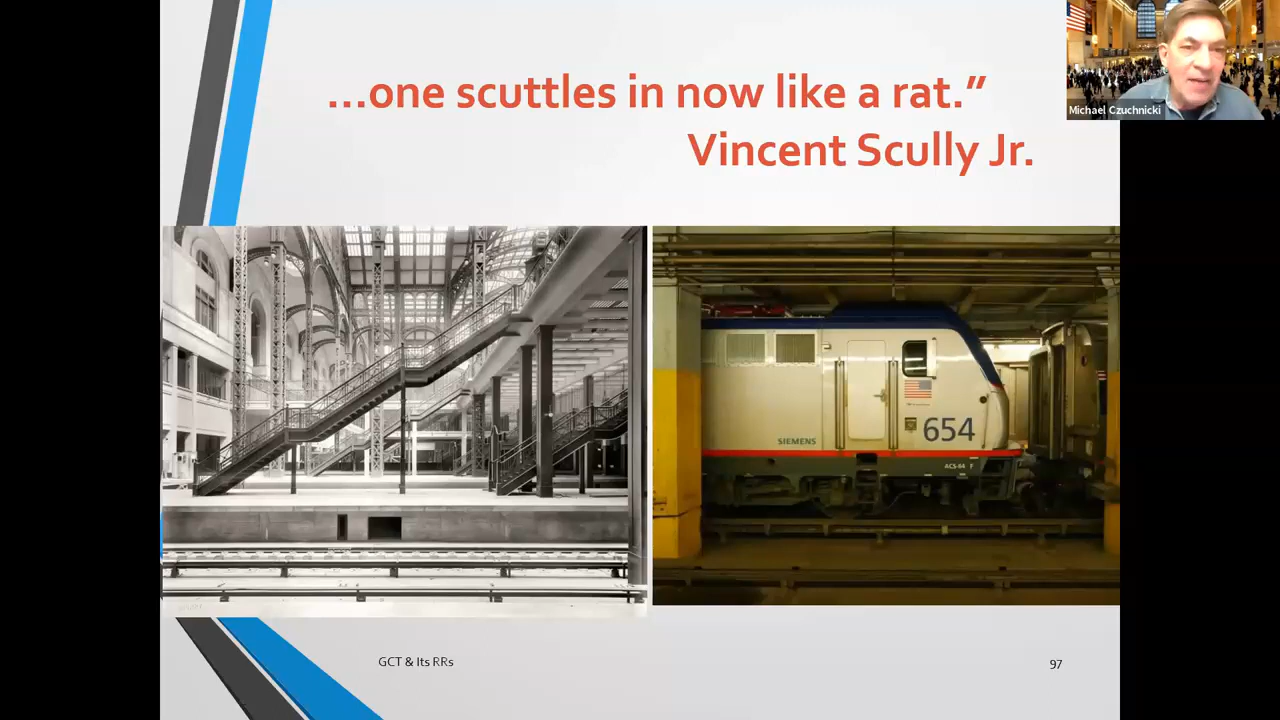 …one scuttles in now like a rat.”
Vincent Scully Jr.
Michael Czuchnicki
654
SIEMENS
ACS-64
GCT & Its RRs
97